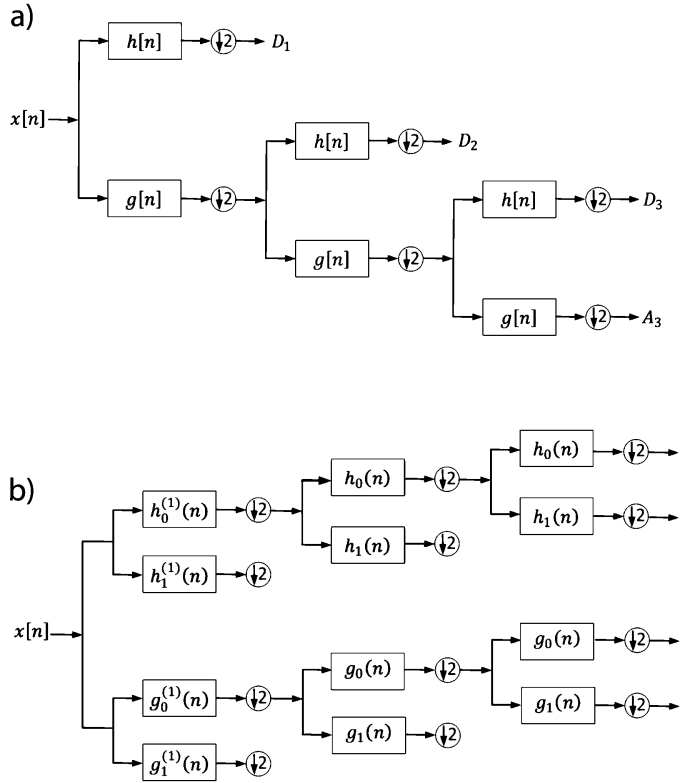 a)
h[n] ↓2 D₁
x[n]
h[n] ↓2 D₂
g[n] ↓2
h[n] ↓2 D₃
g[n] ↓2
g[n] ↓2 A₃
b)
h₀(n) ↓2
h₀(n) ↓2
h₀⁽¹⁾(n) ↓2
h₁(n) ↓2
h₁(n) ↓2
h₁⁽¹⁾(n) ↓2
x[n]
g₀(n) ↓2
g₀(n) ↓2
g₀⁽¹⁾(n) ↓2
g₁(n) ↓2
g₁(n) ↓2
g₁⁽¹⁾(n) ↓2